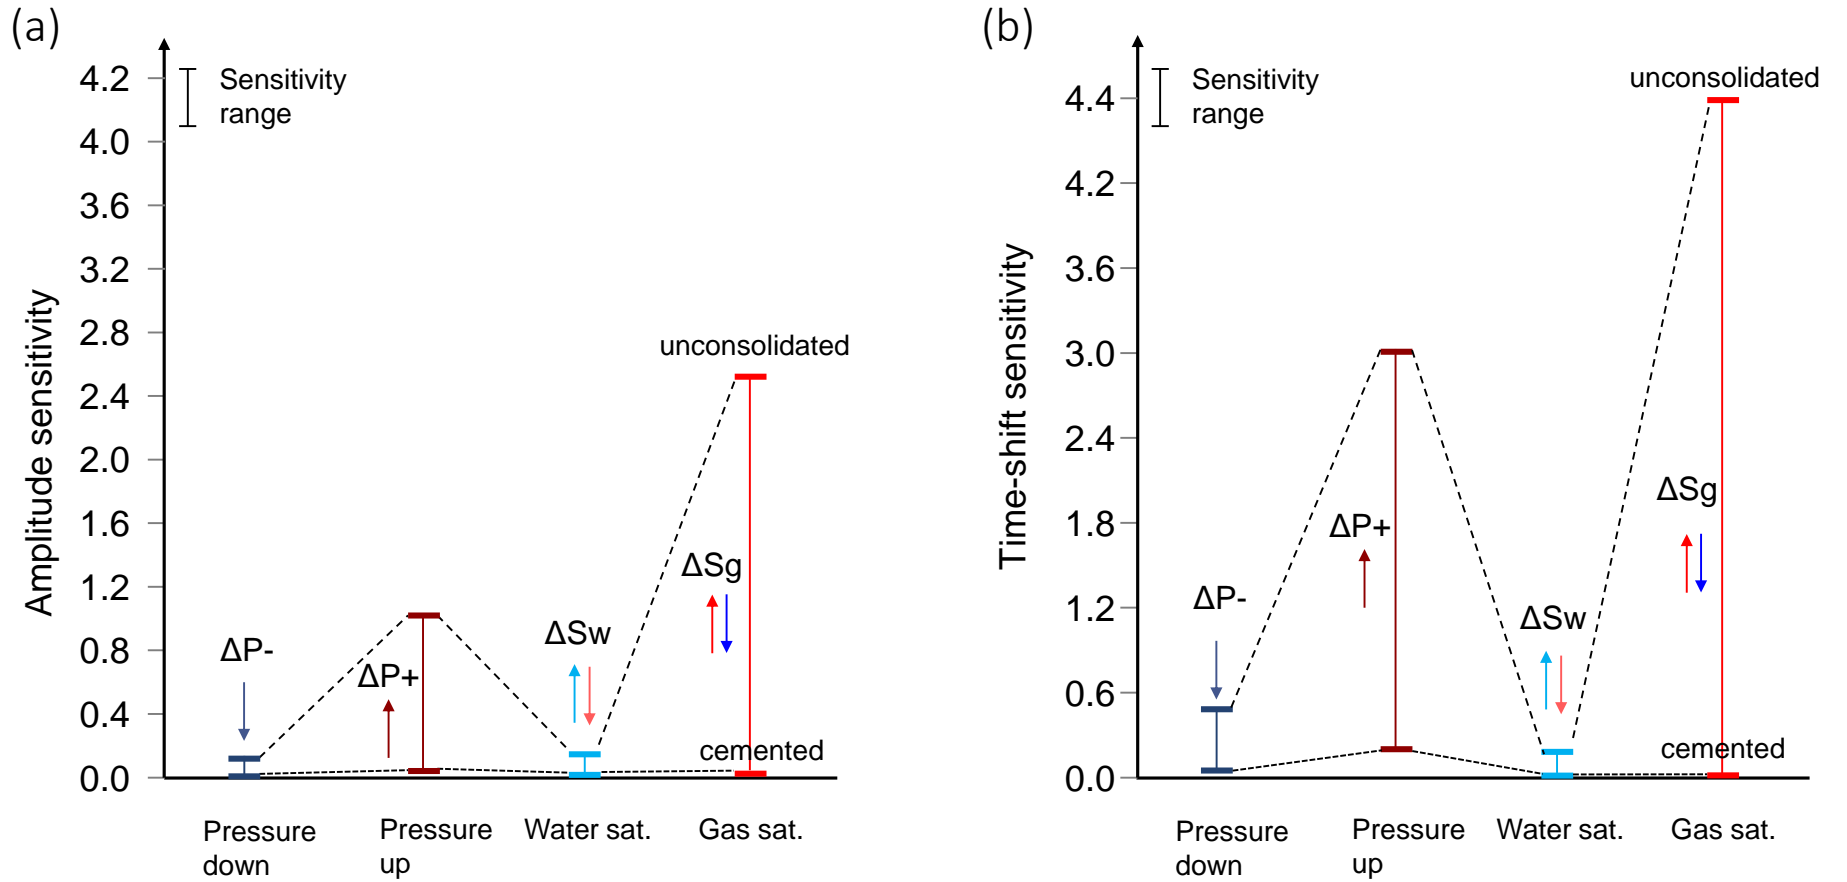 (a)
4.2
4.0
3.6
3.2
2.8
2.4
2.0
1.6
1.2
0.8
0.4
0.0
Amplitude sensitivity
Sensitivity
range
unconsolidated
cemented
ΔP-
ΔP+
ΔSw
ΔSg
Pressure
down
Pressure
up
Water sat.
Gas sat.
(b)
4.4
4.2
3.6
3.0
2.4
1.8
1.2
0.6
0.0
Time-shift sensitivity
Sensitivity
range
unconsolidated
cemented
ΔP-
ΔP+
ΔSw
ΔSg
Pressure
down
Pressure
up
Water sat.
Gas sat.